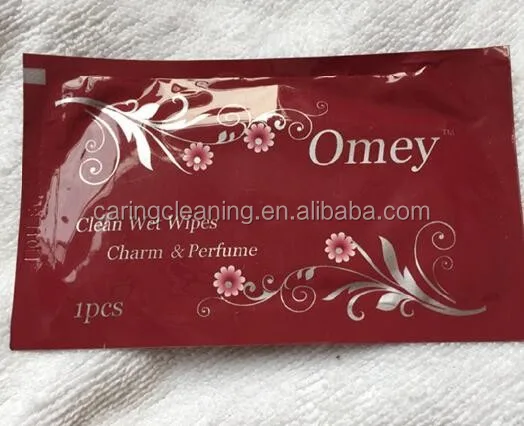 Omey™
caringcleaning.en.alibaba.com
Clean Wet Wipes
Charm & Perfume
1pcs